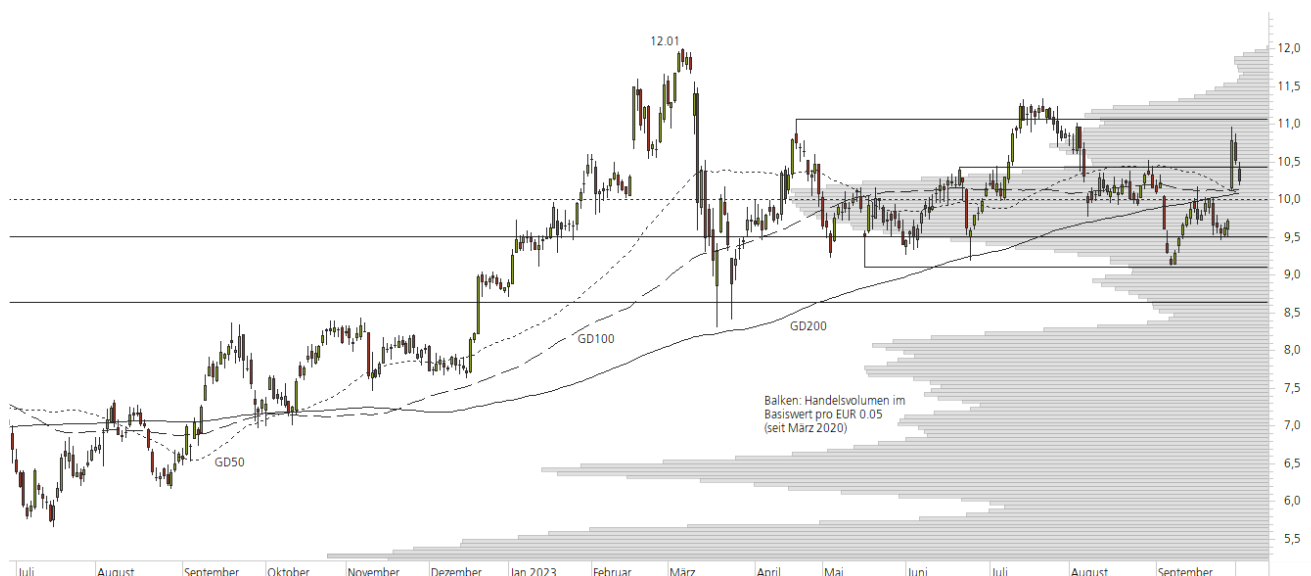 12.01
12,0
11,5
11,0
10,5
10,0
9,5
9,0
8,5
8,0
7,5
7,0
6,5
6,0
5,5
GD200
GD100
GD50
Balken: Handelsvolumen im
Basiswert pro EUR 0.05
(seit März 2020)
Juli August September Oktober November Dezember Jan 2023 Februar März April Mai Juni Juli August September